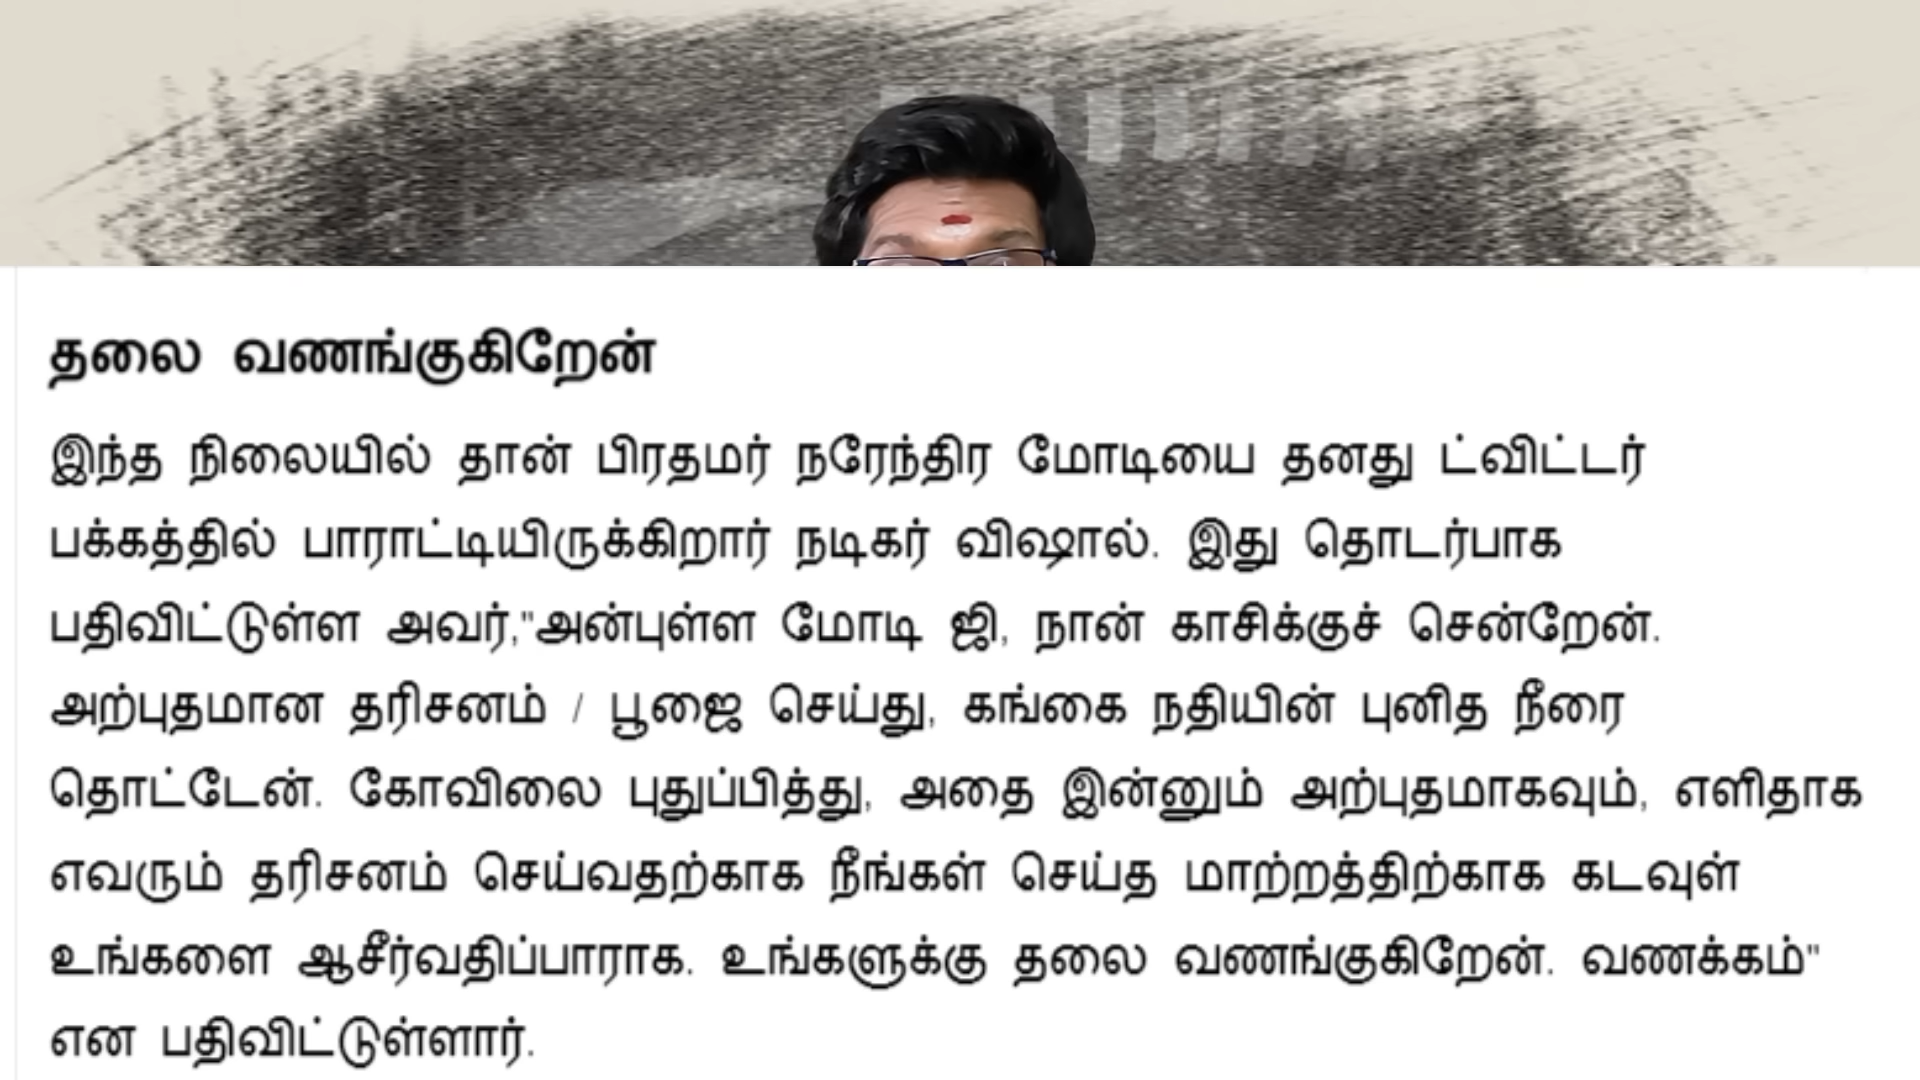 தலை வணங்குகிறேன்
இந்த நிலையில் தான் பிரதமர் நரேந்திர மோடியை தனது ட்விட்டர்
பக்கத்தில் பாராட்டியிருக்கிறார் நடிகர் விஷால். இது தொடர்பாக
பதிவிட்டுள்ள அவர்,"அன்புள்ள மோடி ஜி, நான் காசிக்குச் சென்றேன்.
அற்புதமான தரிசனம் / பூஜை செய்து, கங்கை நதியின் புனித நீரை
தொட்டேன். கோவிலை புதுப்பித்து, அதை இன்னும் அற்புதமாகவும், எளிதாக
எவரும் தரிசனம் செய்வதற்காக நீங்கள் செய்த மாற்றத்திற்காக கடவுள்
உங்களை ஆசீர்வதிப்பாராக. உங்களுக்கு தலை வணங்குகிறேன். வணக்கம்"
என பதிவிட்டுள்ளார்.